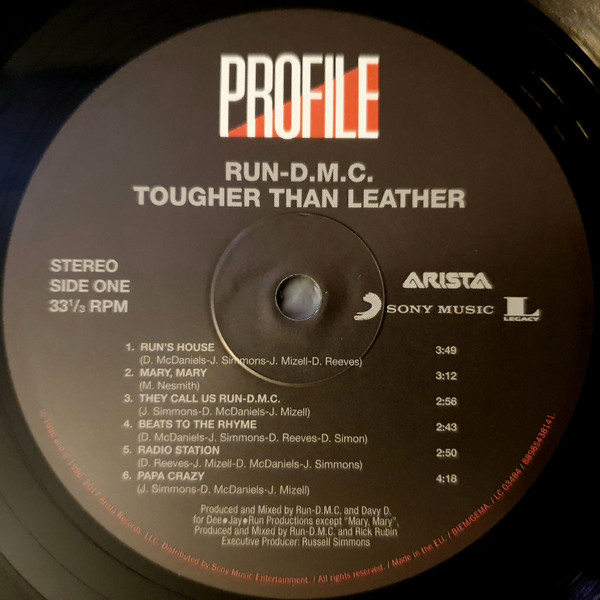 PROFILE
RUN-D.M.C.
TOUGHER THAN LEATHER
STEREO
SIDE ONE
33⅓ RPM
ARISTA
SONY MUSIC
L
LEGACY
1. RUN'S HOUSE 3:49
(D. McDaniels-J. Simmons-J. Mizell-D. Reeves)
2. MARY, MARY 3:12
(M. Nesmith)
3. THEY CALL US RUN-D.M.C. 2:56
(J. Simmons-D. McDaniels-J. Mizell)
4. BEATS TO THE RHYME 2:43
(D. McDaniels-J. Simmons-D. Reeves-D. Simon)
5. RADIO STATION 2:50
(D. Reeves-J. Mizell-D. McDaniels-J. Simmons)
6. PAPA CRAZY 4:18
(J. Simmons-D. McDaniels-J. Mizell)
Produced and Mixed by Run-D.M.C. and Davy D.
for Dee●Jay●Run Productions except "Mary, Mary",
Produced and Mixed by Run-D.M.C. and Rick Rubin
Executive Producer: Russell Simmons
Arista Records, LLC. Distributed by Sony Music Entertainment. / All rights reserved. / Made in the E.U. / BIEM/GEMA. / LC 03484 / 88985438141.